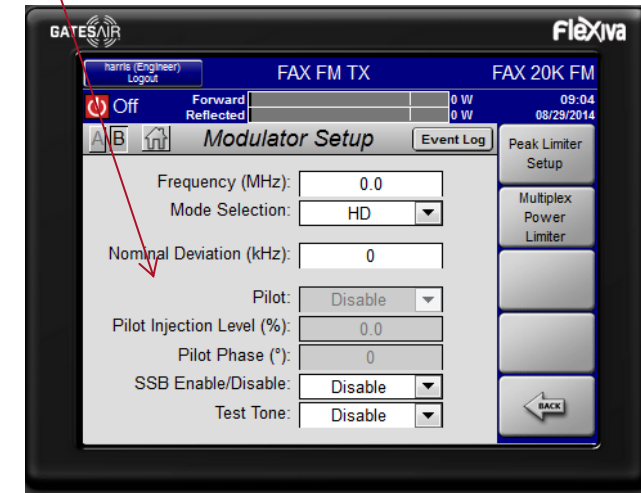 GATESAIR
Flexiva
harris (Engineer)
Logout
FAX FM TX
FAX 20K FM
Off
Forward
0 W
09:04
Reflected
0 W
08/29/2014
A B
Modulator Setup
Event Log
Peak Limiter
Setup
Frequency (MHz): 0.0
Mode Selection: HD
Multiplex
Power
Limiter
Nominal Deviation (kHz): 0
Pilot: Disable
Pilot Injection Level (%): 0.0
Pilot Phase (°): 0
SSB Enable/Disable: Disable
Test Tone: Disable
BACK